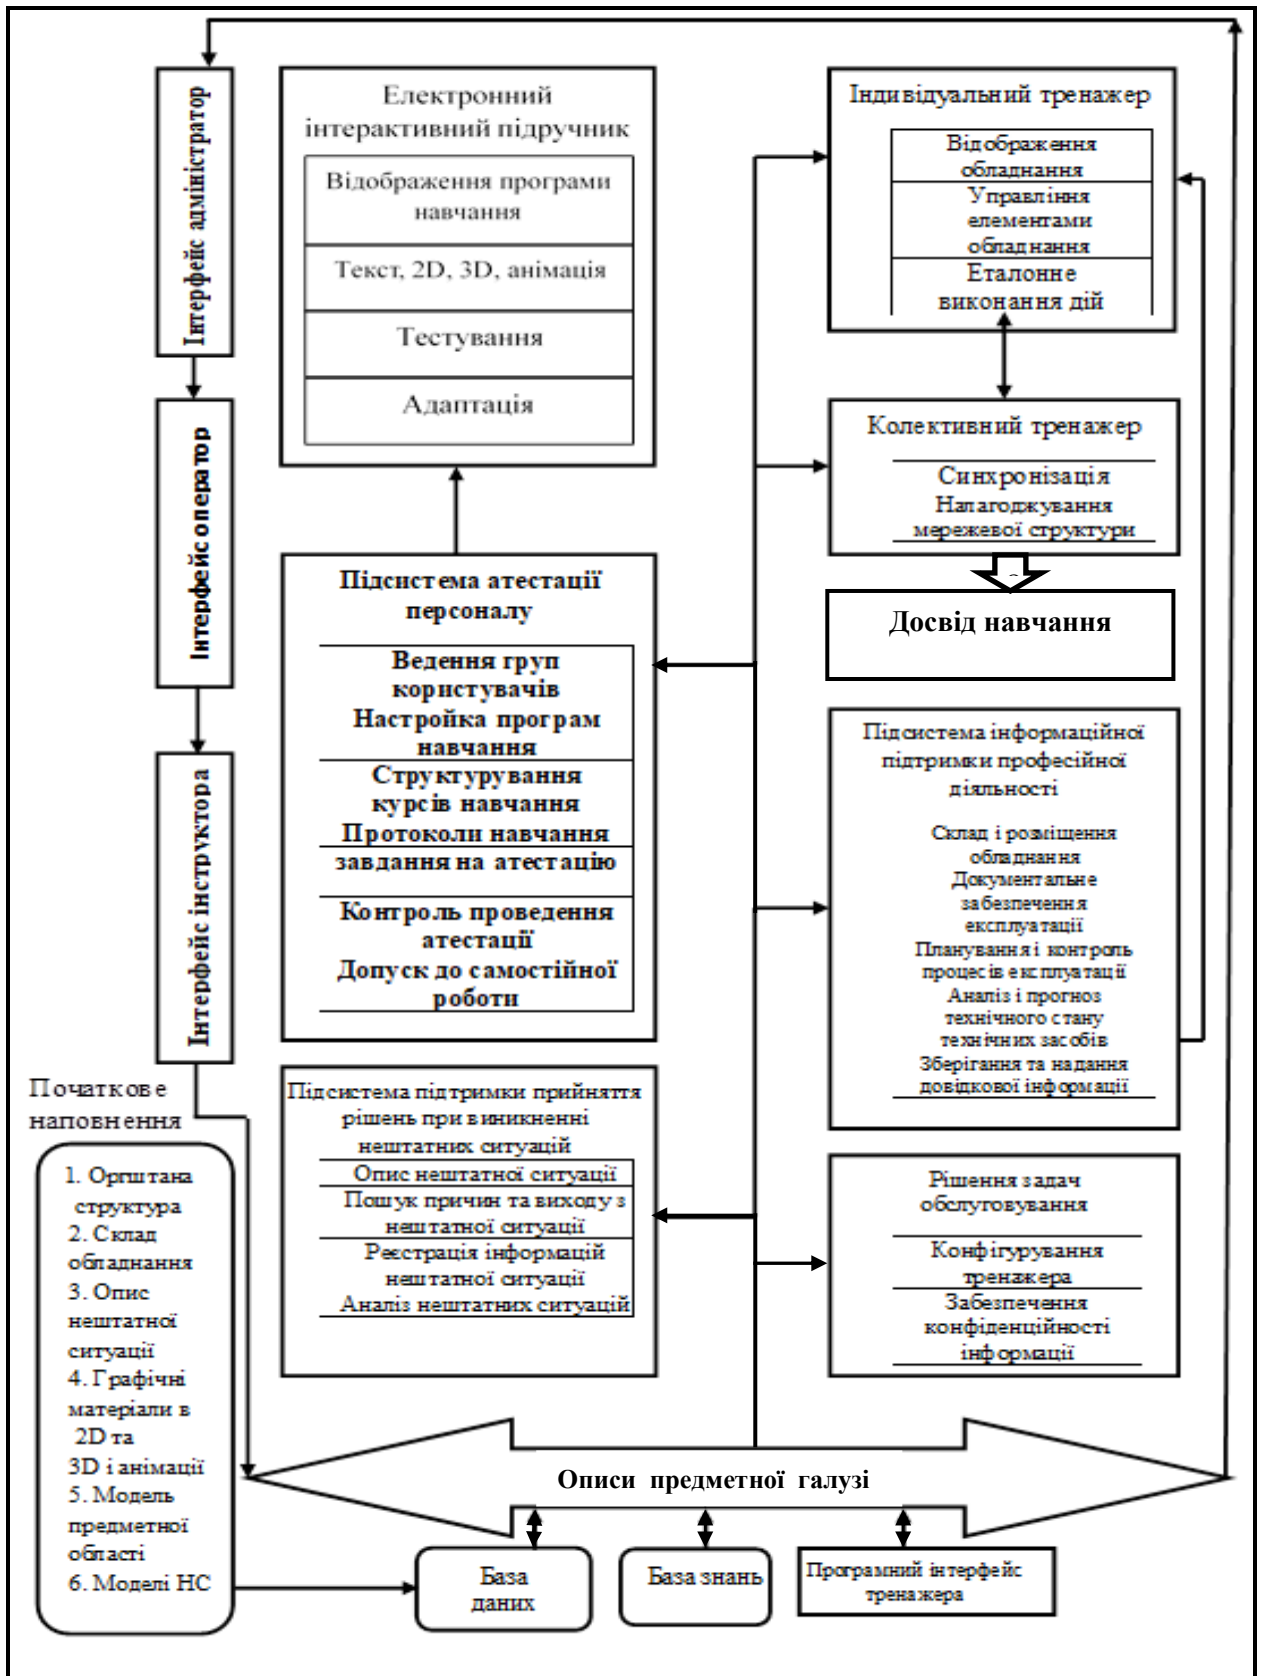 Інтерфейс адміністратор
Інтерфейс оператор
Інтерфейс інструктора
Електронний
інтерактивний підручник
Відображення програми
навчання
Текст, 2D, 3D, анімація
Тестування
Адаптація
Підсистема атестації
персоналу
Ведення груп
користувачів
Настройка програм
навчання
Структурування
курсів навчання
Протоколи навчання
завдання на атестацію
Контроль проведення
атестації
Допуск до самостійної
роботи
Підсистема підтримки прийняття
рішень при виникненні
нештатних ситуацій
Опис нештатної ситуації
Пошук причин та виходу з
нештатної ситуації
Реєстрація інформацій
нештатної ситуації
Аналіз нештатних ситуацій
Індивідуальний тренажер
Відображення
обладнання
Управління
елементами
обладнання
Еталонне
виконання дій
Колективний тренажер
Синхронізація
Налагоджування
мережевої структури
Досвід навчання
Підсистема інформаційної
підтримки професійної
діяльності
Склад і розміщення
обладнання
Документальне
забезпечення
експлуатації
Планування і контроль
процесів експлуатації
Аналіз і прогноз
технічного стану
технічних засобів
Зберігання та надання
довідкової інформації
Рішення задач
обслуговування
Конфігурування
тренажера
Забезпечення
конфіденційності
інформації
Початкове
наповнення
1. Оргштана
структура
2. Склад
обладнання
3. Опис
нештатної
ситуації
4. Графічні
матеріали в
2D та
3D і анімації
5. Модель
предметної
області
6. Моделі НС
Описи предметної галузі
База
даних
База знань
Програмний інтерфейс
тренажера